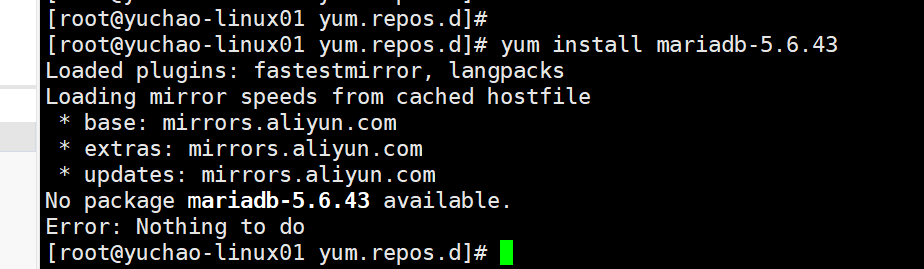 [root@yuchao-linux01 yum.repos.d]#
[root@yuchao-linux01 yum.repos.d]# yum install mariadb-5.6.43
Loaded plugins: fastestmirror, langpacks
Loading mirror speeds from cached hostfile
 * base: mirrors.aliyun.com
 * extras: mirrors.aliyun.com
 * updates: mirrors.aliyun.com
No package mariadb-5.6.43 available.
Error: Nothing to do
[root@yuchao-linux01 yum.repos.d]#